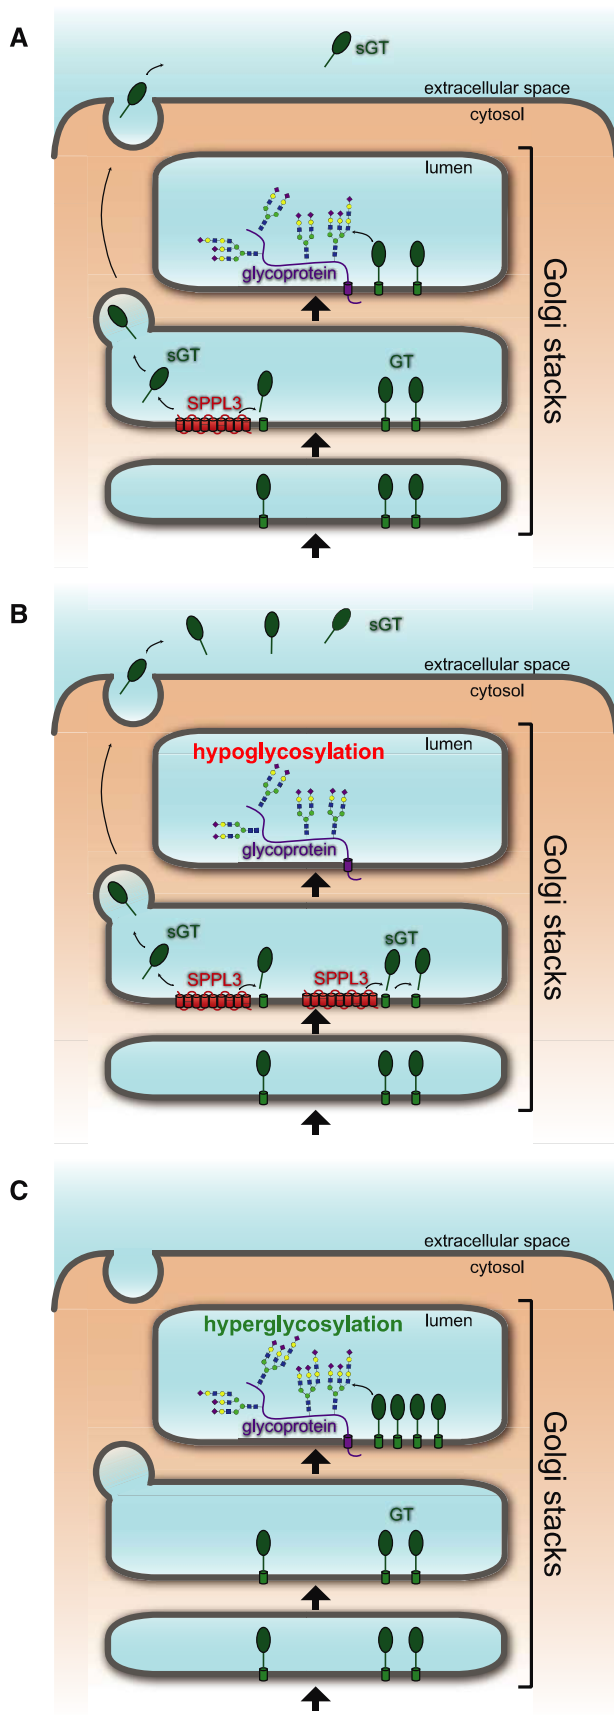 A
sGT
extracellular space
cytosol
lumen
glycoprotein
sGT
GT
SPPL3
Golgi stacks
B
sGT
extracellular space
cytosol
hypoglycosylation
lumen
glycoprotein
sGT
sGT
SPPL3
SPPL3
Golgi stacks
C
extracellular space
cytosol
hyperglycosylation
lumen
glycoprotein
GT
Golgi stacks